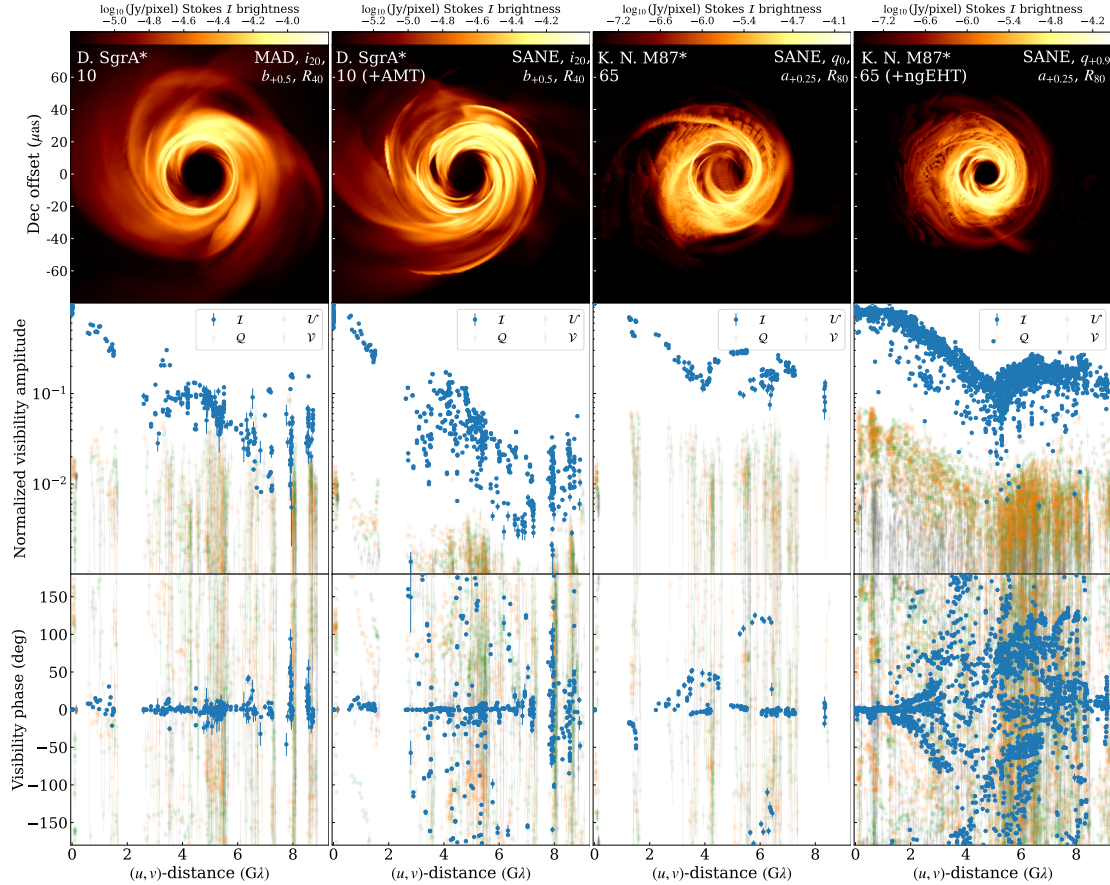 log₁₀(Jy/pixel) Stokes I brightness
−5.0 −4.8 −4.6 −4.4 −4.2 −4.0
log₁₀(Jy/pixel) Stokes I brightness
−5.2 −5.0 −4.8 −4.6 −4.4 −4.2
log₁₀(Jy/pixel) Stokes I brightness
−7.2 −6.6 −6.0 −5.4 −4.7 −4.1
log₁₀(Jy/pixel) Stokes I brightness
−7.2 −6.6 −6.0 −5.4 −4.8 −4.2
D. SgrA* MAD, i₂₀,
10 b₊₀.₅, R₄₀
D. SgrA* SANE, i₂₀,
10 (+AMT) b₊₀.₅, R₄₀
K. N. M87* SANE, q₀,
65 a₊₀.₂₅, R₈₀
K. N. M87* SANE, q₊₀.₉
65 (+ngEHT) a₊₀.₂₅, R₈₀
Dec offset (μas)
60
40
20
0
-20
-40
-60
Normalized visibility amplitude
10⁻¹
10⁻²
I U
Q V
I U
Q V
I U
Q V
I U
Q V
Visibility phase (deg)
150
100
50
0
−50
−100
−150
0 2 4 6 8
0 2 4 6 8
0 2 4 6 8
0 2 4 6 8
(u, v)-distance (Gλ)
(u, v)-distance (Gλ)
(u, v)-distance (Gλ)
(u, v)-distance (Gλ)